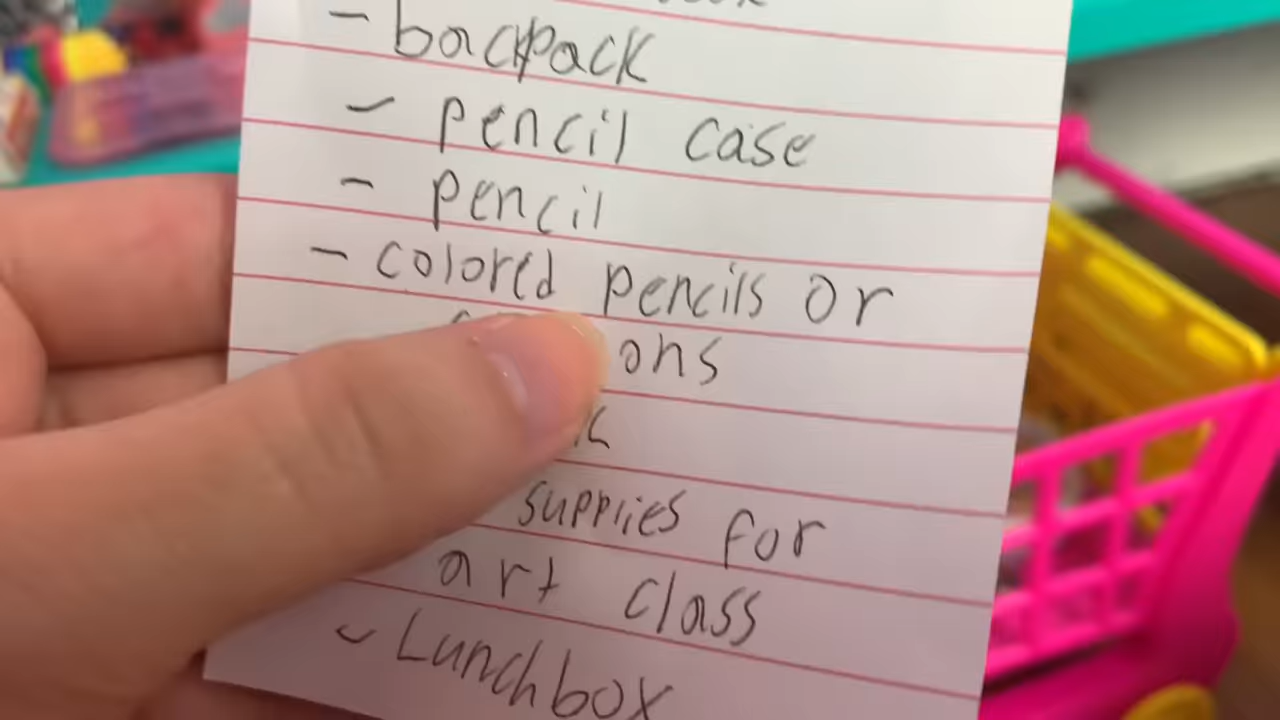 - backpack
- pencil case
- pencil
- colored pencils or
ons
supplies for
art class
- Lunchbox